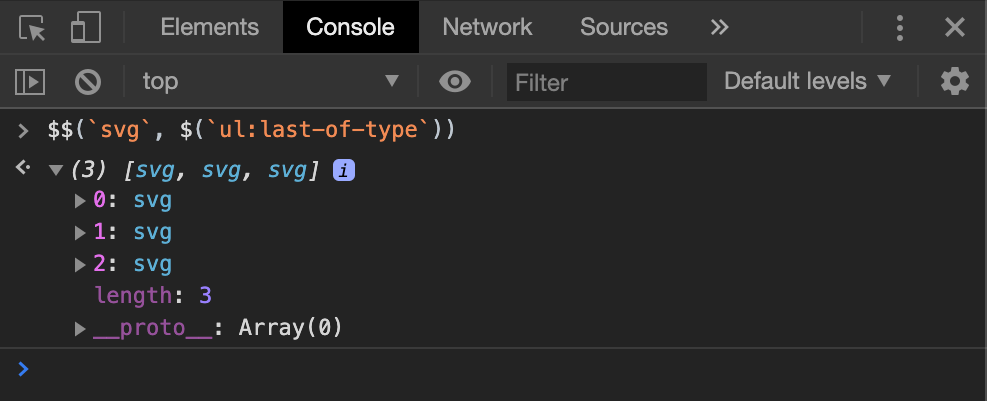 Elements Console Network Sources »
top Filter Default levels
> $$(`svg`, $(`ul:last-of-type`))
(3) [svg, svg, svg] i
0: svg
1: svg
2: svg
length: 3
__proto__: Array(0)
>